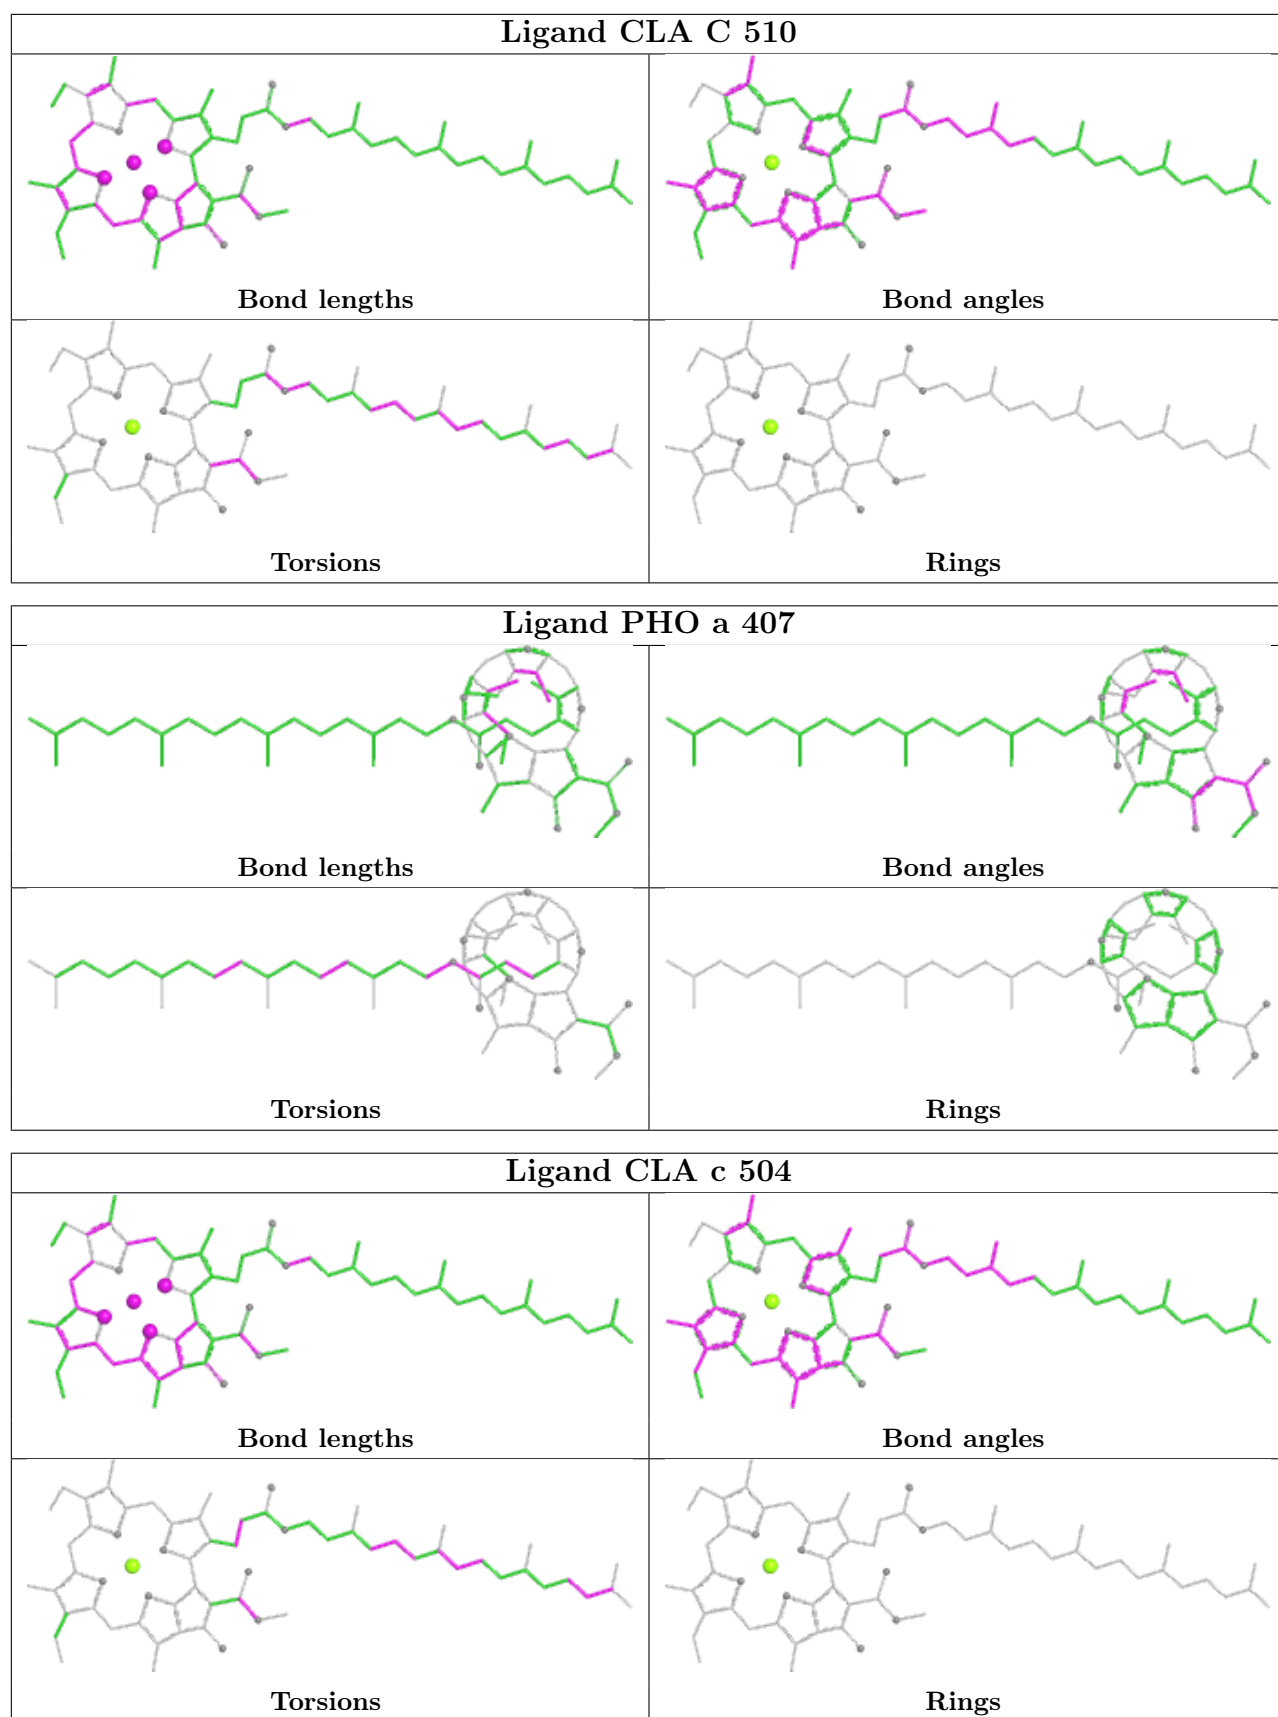 Ligand CLA C 510
Bond lengths
Bond angles
Torsions
Rings
Ligand PHO a 407
Bond lengths
Bond angles
Torsions
Rings
Ligand CLA c 504
Bond lengths
Bond angles
Torsions
Rings